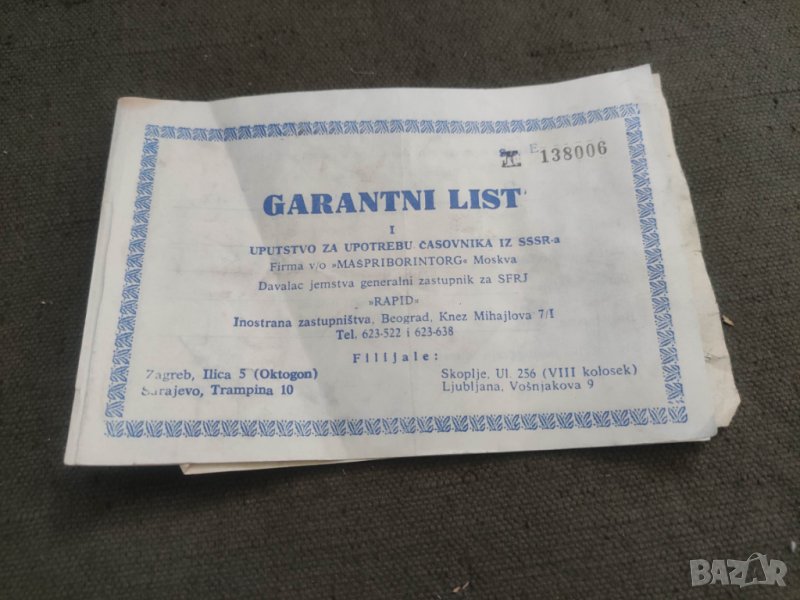 E 138006
GARANTNI LIST
I
UPUTSTVO ZA UPOTREBU ČASOVNIKA IZ SSSR-a
Firma v/o »MAŠPRIBORINTORG« Moskva
Davalac jemstva generalni zastupnik za SFRJ
»RAPID«
Inostrana zastupništva, Beograd, Knez Mihajlova 7/I
Tel. 623-522 i 623-638
Filijale:
Zagreb, Ilica 5 (Oktogon)
Sarajevo, Trampina 10
Skoplje, Ul. 256 (VIII kolosek)
Ljubljana, Vošnjakova 9
BAZAR.bg